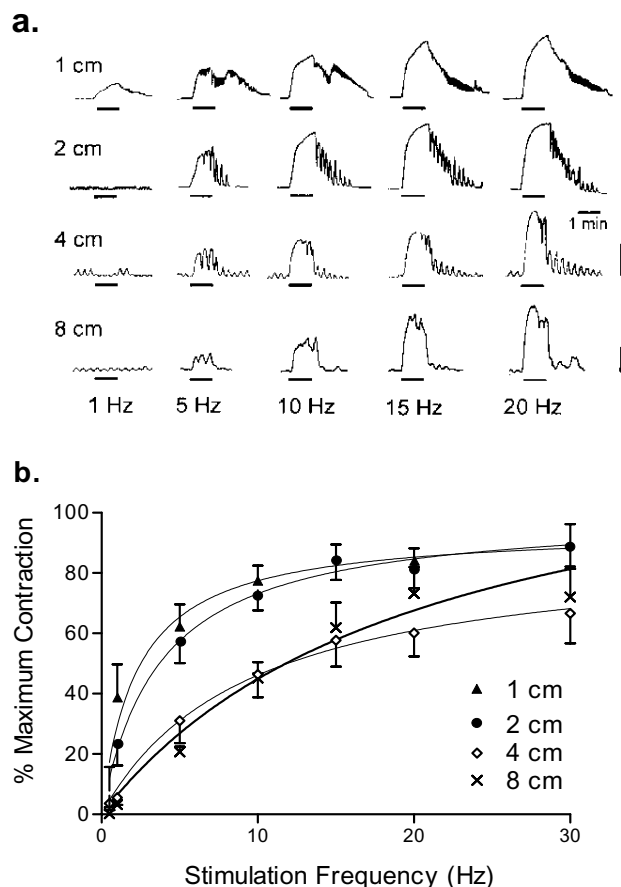 a.
1 cm
2 cm
1 min
4 cm
8 cm
1 Hz 5 Hz 10 Hz 15 Hz 20 Hz
b.
100
80
60
40
20
0
% Maximum Contraction
1 cm
2 cm
4 cm
8 cm
0 10 20 30
Stimulation Frequency (Hz)